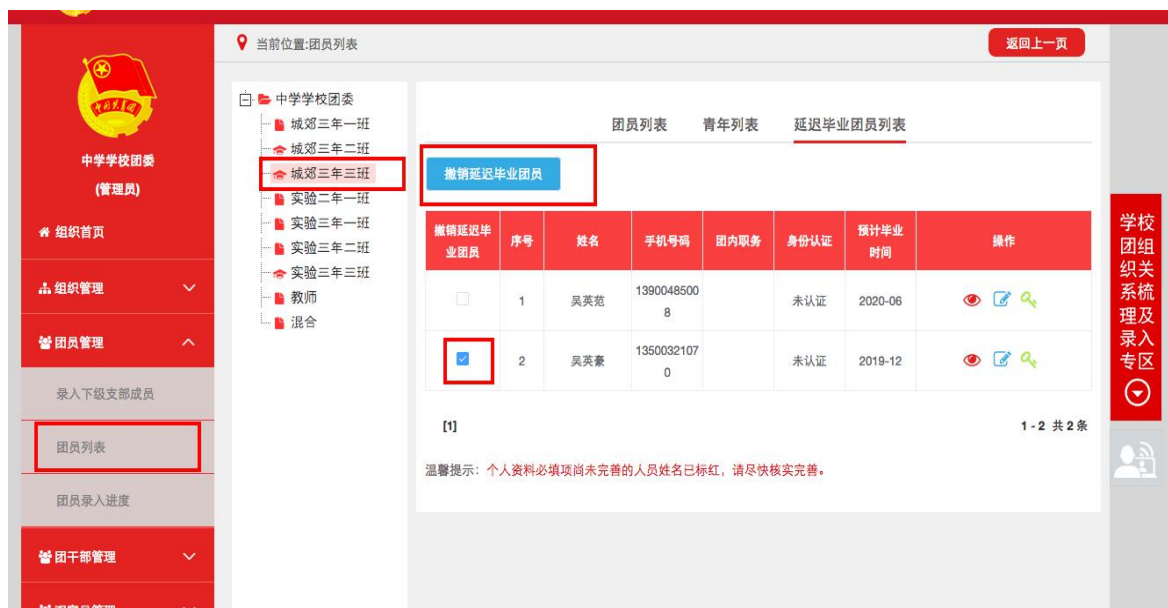 当前位置:团员列表
返回上一页
中学学校团委
(管理员)
组织首页
组织管理
团员管理
录入下级支部成员
团员列表
团员录入进度
团干部管理
中学学校团委
城郊三年一班
城郊三年二班
城郊三年三班
实验二年一班
实验三年一班
实验三年二班
实验三年三班
教师
混合
团员列表 青年列表 延迟毕业团员列表
撤销延迟毕业团员
撤销延迟毕
业团员
序号 姓名 手机号码 团内职务 身份认证 预计毕业
时间
操作
1 吴英范 1390048500
8
未认证 2020-06
2 吴英豪 1350032107
0
未认证 2019-12
[1]
1-2 共2条
温馨提示：个人资料必填项尚未完善的人员姓名已标红，请尽快核实完善。
学校
团组
织关
系梳
理及
录入
专区